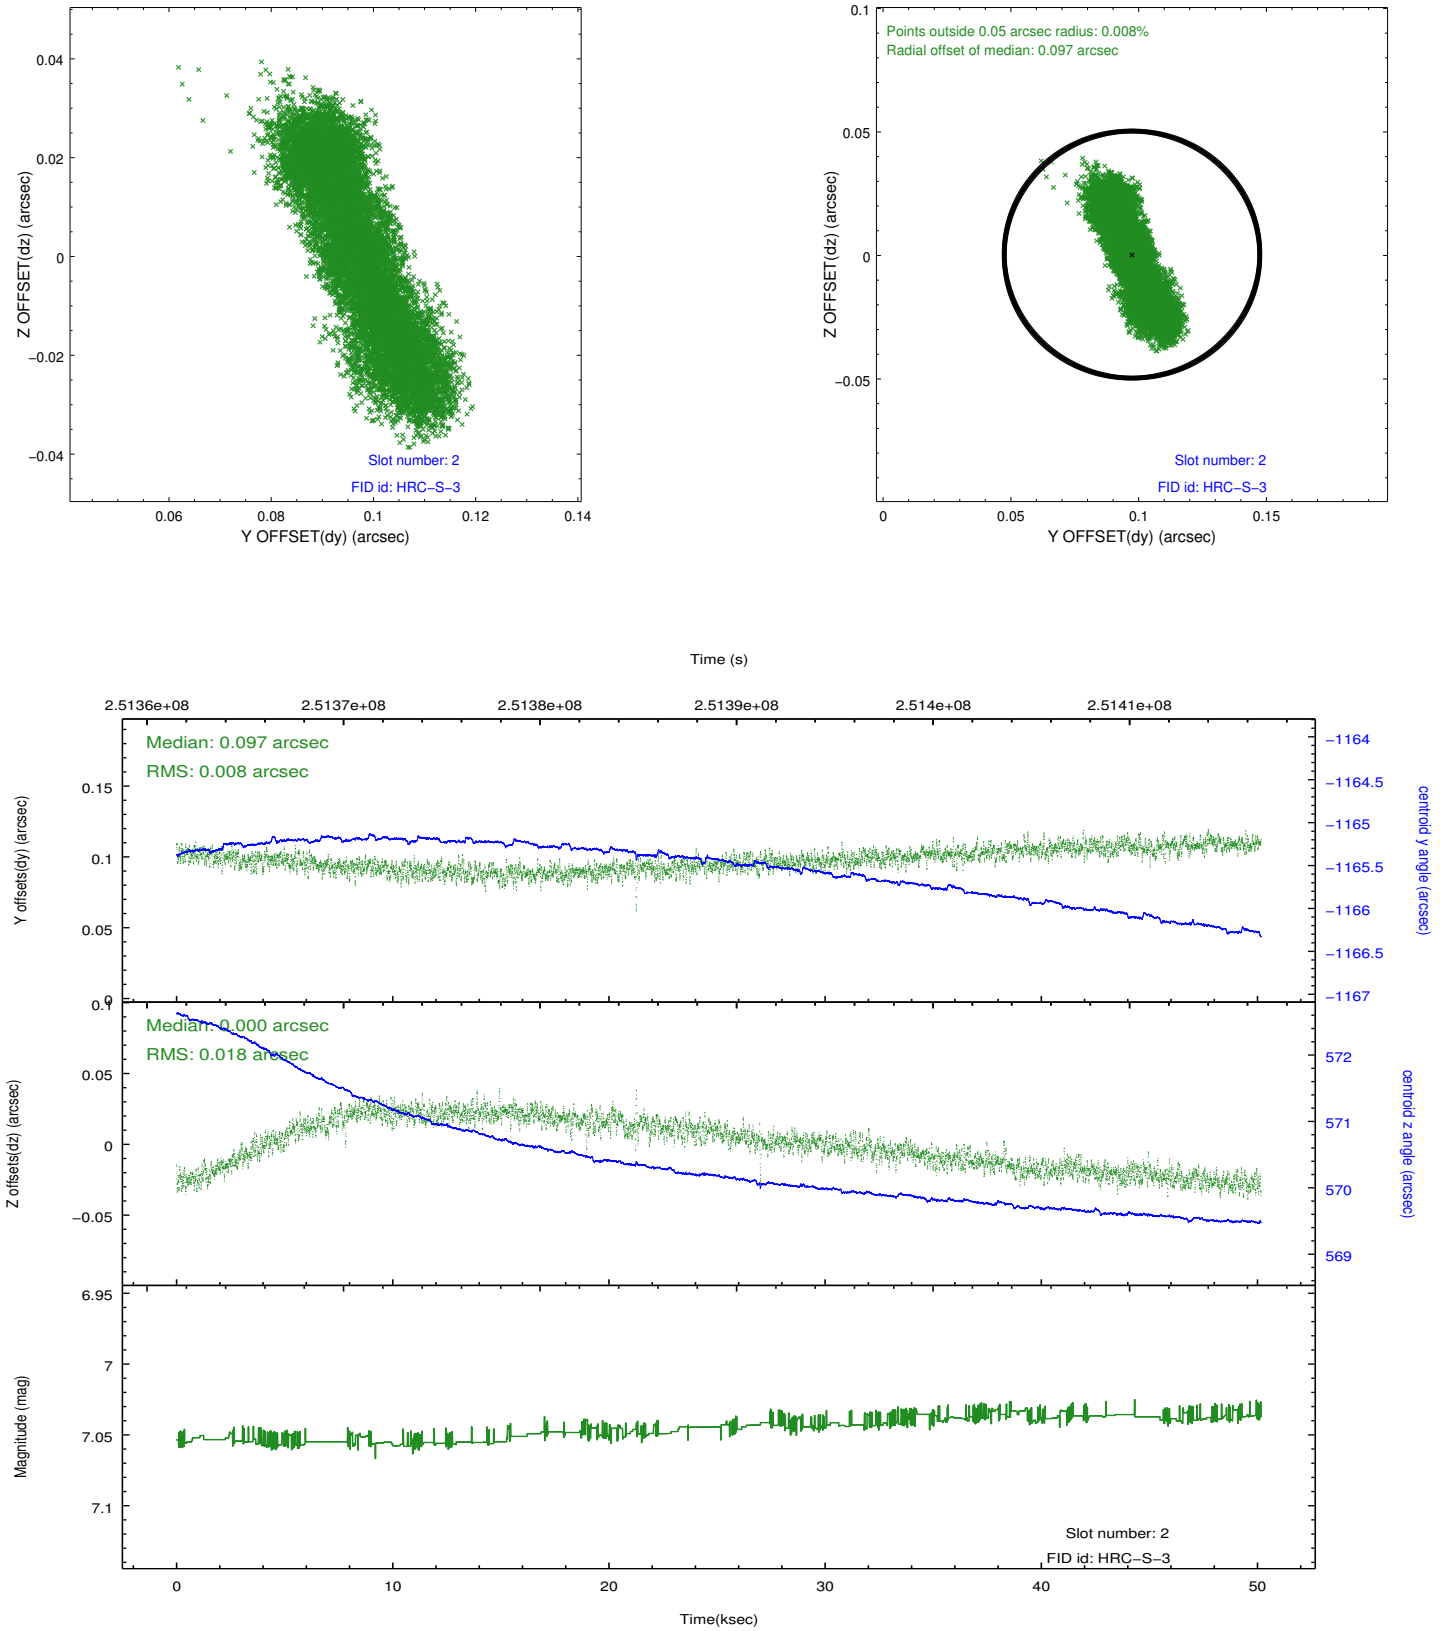 0.04
0.02
0
−0.02
−0.04
Z OFFSET(dz) (arcsec)
Slot number: 2
FID id: HRC−S−3
0.06
0.08
0.1
0.12
0.14
Y OFFSET(dy) (arcsec)
Points outside 0.05 arcsec radius: 0.008%
Radial offset of median: 0.097 arcsec
0.1
0.05
0
−0.05
Z OFFSET(dz) (arcsec)
Slot number: 2
FID id: HRC−S−3
0
0.05
0.1
0.15
Y OFFSET(dy) (arcsec)
Time (s)
2.5136e+08
2.5137e+08
2.5138e+08
2.5139e+08
2.514e+08
2.5141e+08
Median: 0.097 arcsec
RMS: 0.008 arcsec
0.15
0.1
0.05
0
Y offsets(dy) (arcsec)
−1164
−1164.5
−1165
−1165.5
−1166
−1166.5
−1167
centroid y angle (arcsec)
Median: 0.000 arcsec
RMS: 0.018 arcsec
0.1
0.05
0
−0.05
Z offsets(dz) (arcsec)
572
571
570
569
centroid z angle (arcsec)
6.95
7
7.05
7.1
Magnitude (mag)
Slot number: 2
FID id: HRC−S−3
0
10
20
30
40
50
Time(ksec)